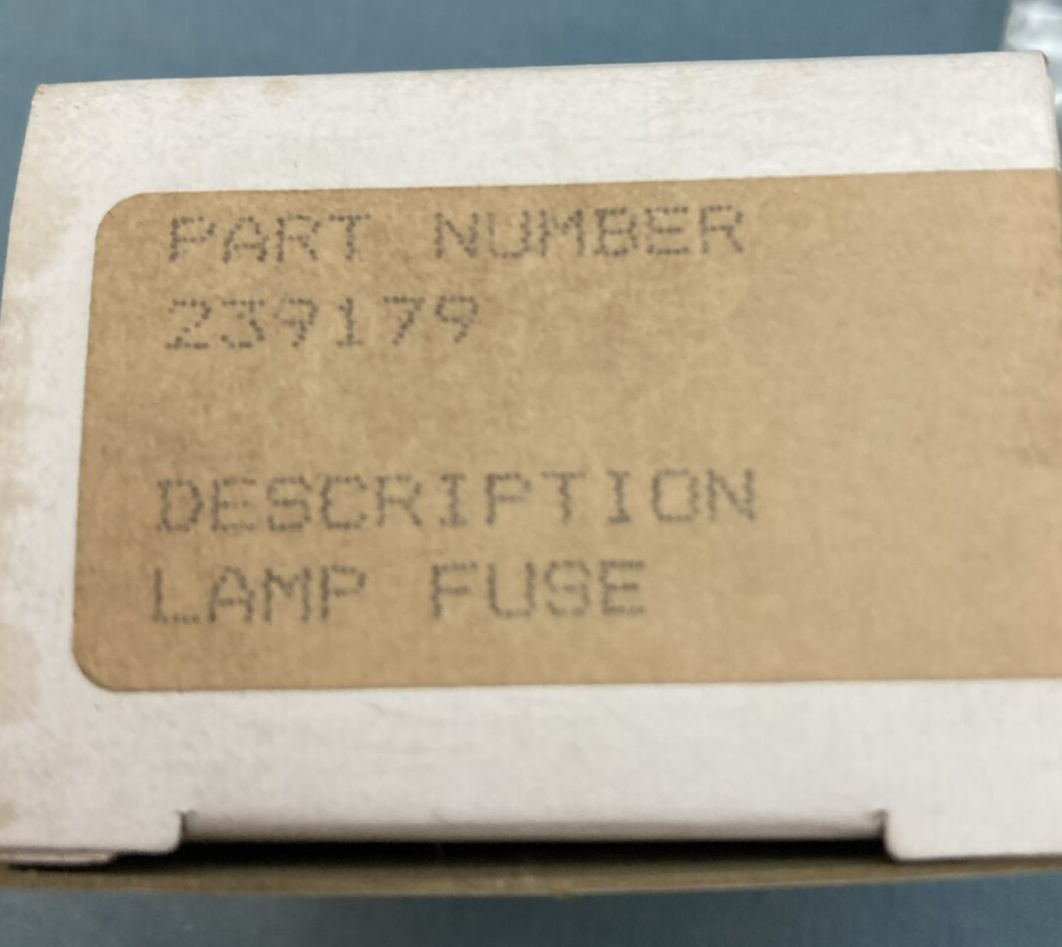 PART NUMBER
239179
DESCRIPTION
LAMP FUSE